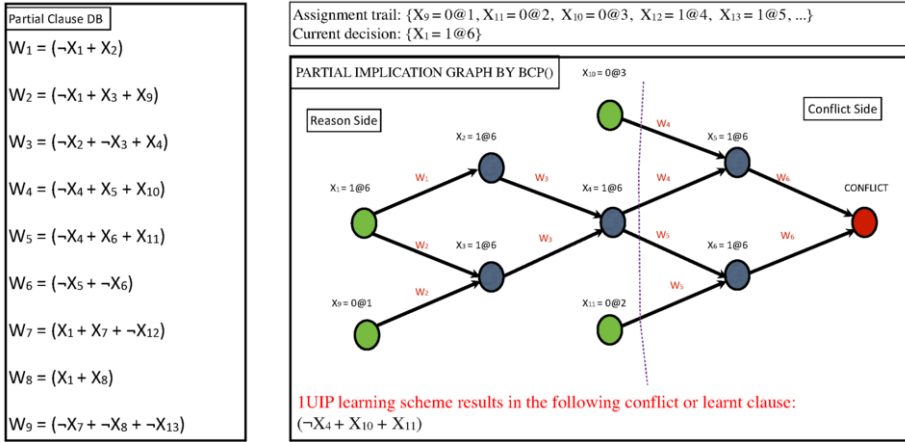 Partial Clause DB
W₁ = (¬X₁ + X₂)
W₂ = (¬X₁ + X₃ + X₉)
W₃ = (¬X₂ + ¬X₃ + X₄)
W₄ = (¬X₄ + X₅ + X₁₀)
W₅ = (¬X₄ + X₆ + X₁₁)
W₆ = (¬X₅ + ¬X₆)
W₇ = (X₁ + X₇ + ¬X₁₂)
W₈ = (X₁ + X₈)
W₉ = (¬X₇ + ¬X₈ + ¬X₁₃)
Assignment trail: {X₉ = 0@1, X₁₁ = 0@2, X₁₀ = 0@3, X₁₂ = 1@4, X₁₃ = 1@5, ...}
Current decision: {X₁ = 1@6}
PARTIAL IMPLICATION GRAPH BY BCP()
X₁₀ = 0@3
Reason Side
Conflict Side
W₄
X₂ = 1@6
X₅ = 1@6
W₁
W₃
W₄
W₆
X₁ = 1@6
X₄ = 1@6
CONFLICT
W₂
W₃
W₅
W₆
X₃ = 1@6
X₆ = 1@6
W₂
W₅
X₉ = 0@1
X₁₁ = 0@2
1UIP learning scheme results in the following conflict or learnt clause:
(¬X₄ + X₁₀ + X₁₁)